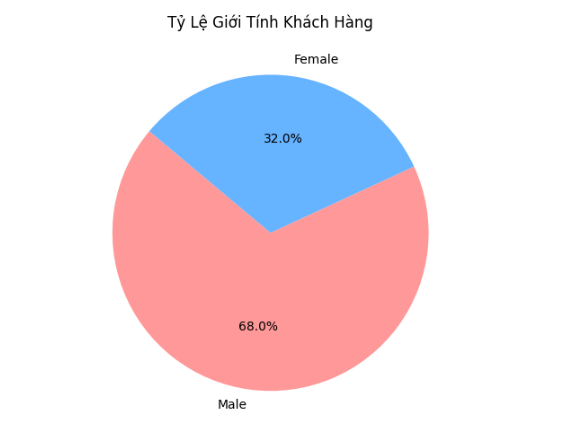 Tỷ Lệ Giới Tính Khách Hàng
Female
32.0%
68.0%
Male